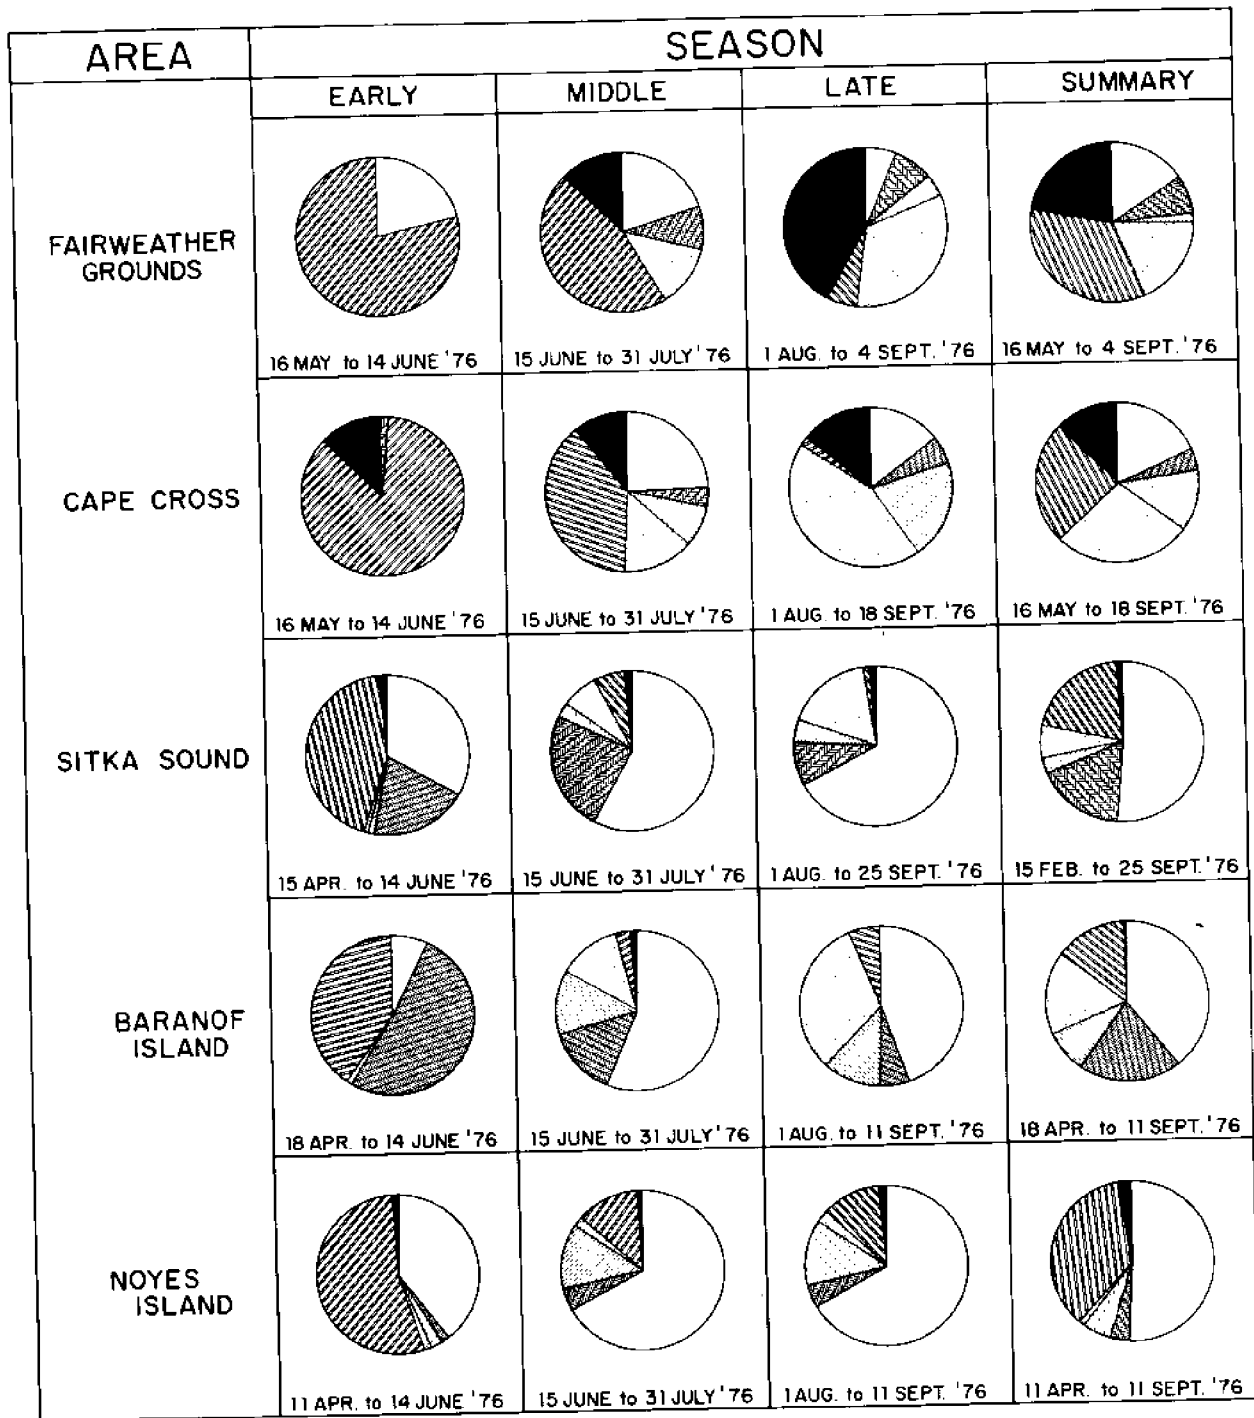 AREA
SEASON
EARLY
MIDDLE
LATE
SUMMARY
FAIRWEATHER
GROUNDS
16 MAY to 14 JUNE '76
15 JUNE to 31 JULY '76
1 AUG. to 4 SEPT. '76
16 MAY to 4 SEPT. '76
CAPE CROSS
16 MAY to 14 JUNE '76
15 JUNE to 31 JULY '76
1 AUG. to 18 SEPT. '76
16 MAY to 18 SEPT. '76
SITKA SOUND
15 APR. to 14 JUNE '76
15 JUNE to 31 JULY '76
1 AUG. to 25 SEPT. '76
15 FEB. to 25 SEPT. '76
BARANOF
ISLAND
18 APR. to 14 JUNE '76
15 JUNE to 31 JULY '76
1 AUG. to 11 SEPT. '76
18 APR. to 11 SEPT. '76
NOYES
ISLAND
11 APR. to 14 JUNE '76
15 JUNE to 31 JULY '76
1 AUG. to 11 SEPT. '76
11 APR. to 11 SEPT. '76